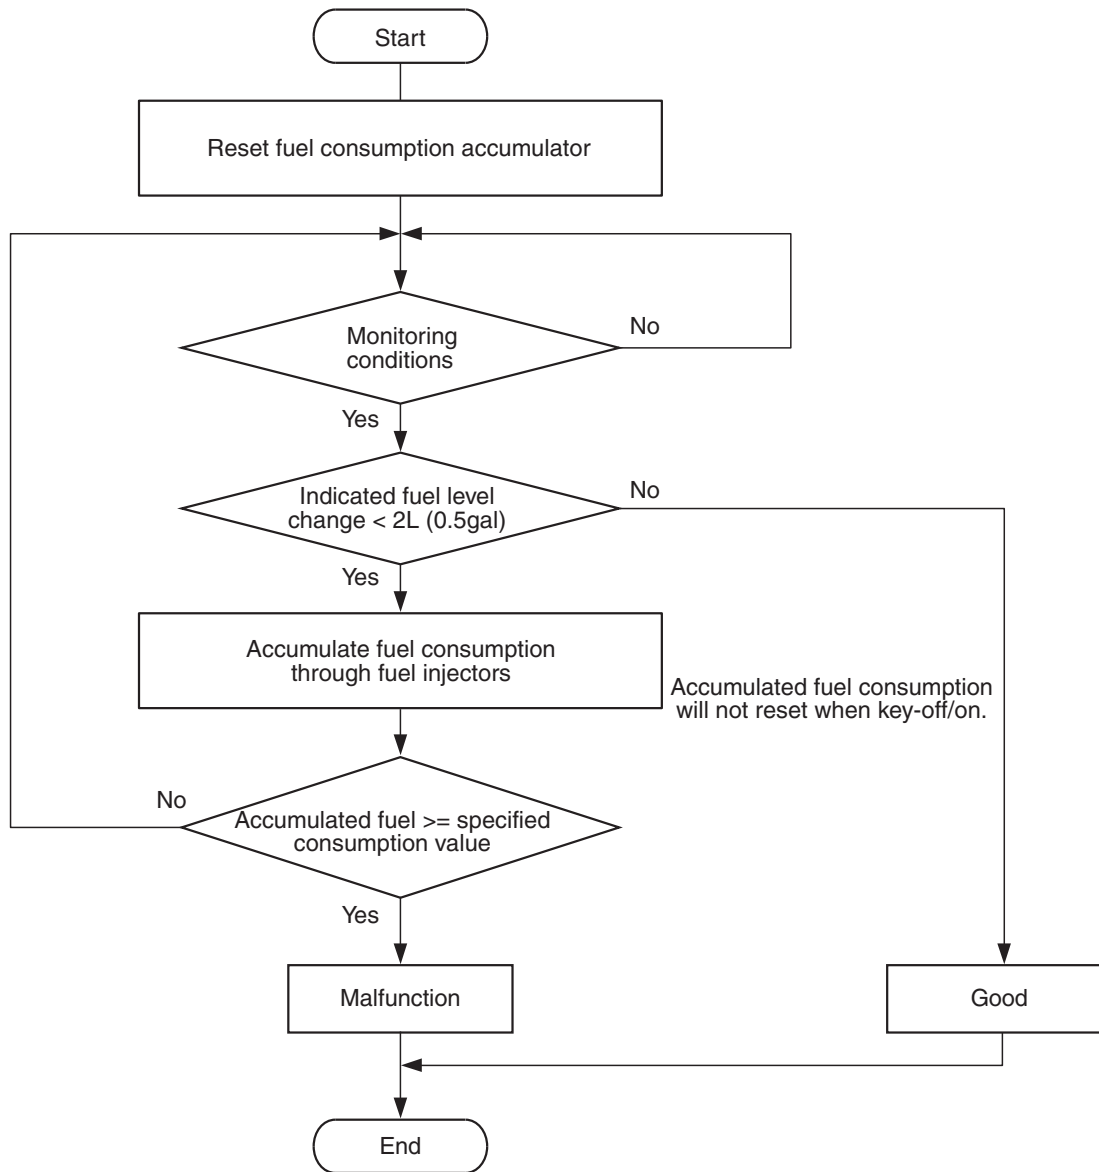 Start
Reset fuel consumption accumulator
Monitoring
conditions
No
Yes
Indicated fuel level
change < 2L (0.5gal)
No
Yes
Accumulate fuel consumption
through fuel injectors
Accumulated fuel consumption
will not reset when key-off/on.
No
Accumulated fuel >= specified
consumption value
Yes
Malfunction
Good
End